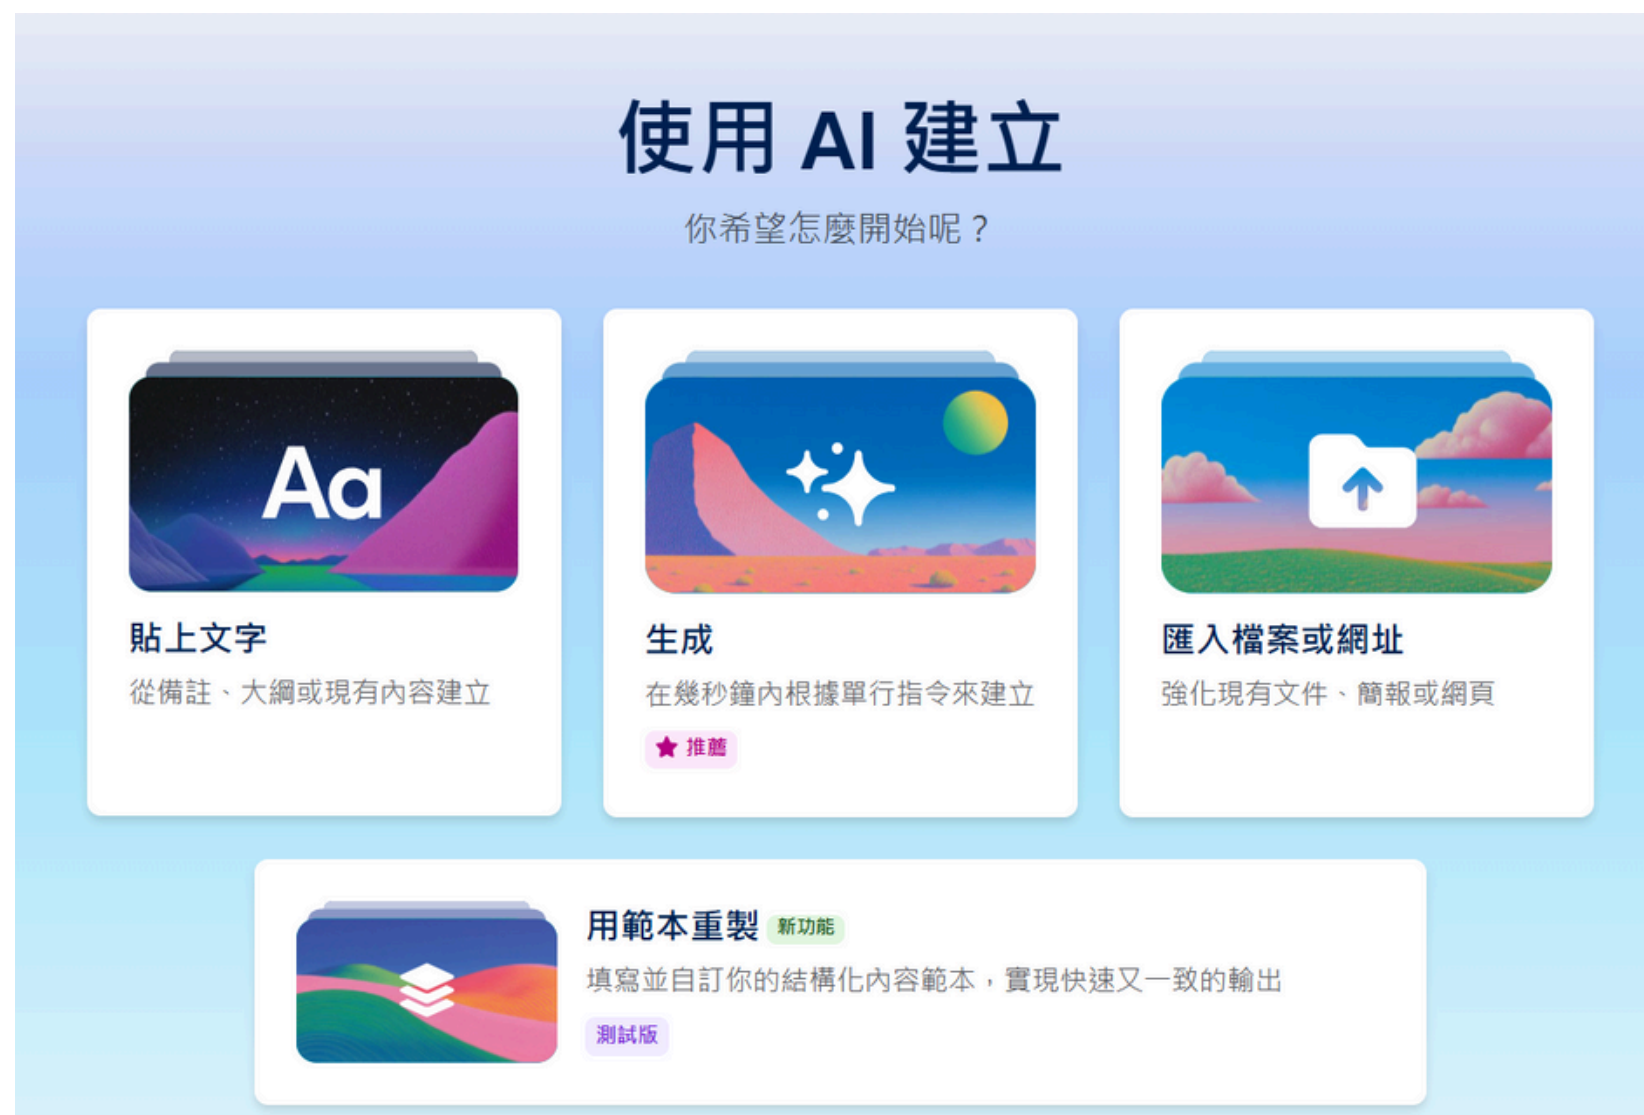 使用 AI 建立
你希望怎麼開始呢？
Aa
貼上文字
從備註、大綱或現有內容建立
生成
在幾秒鐘內根據單行指令來建立
推薦
匯入檔案或網址
強化現有文件、簡報或網頁
用範本重製 新功能
填寫並自訂你的結構化內容範本，實現快速又一致的輸出
測試版